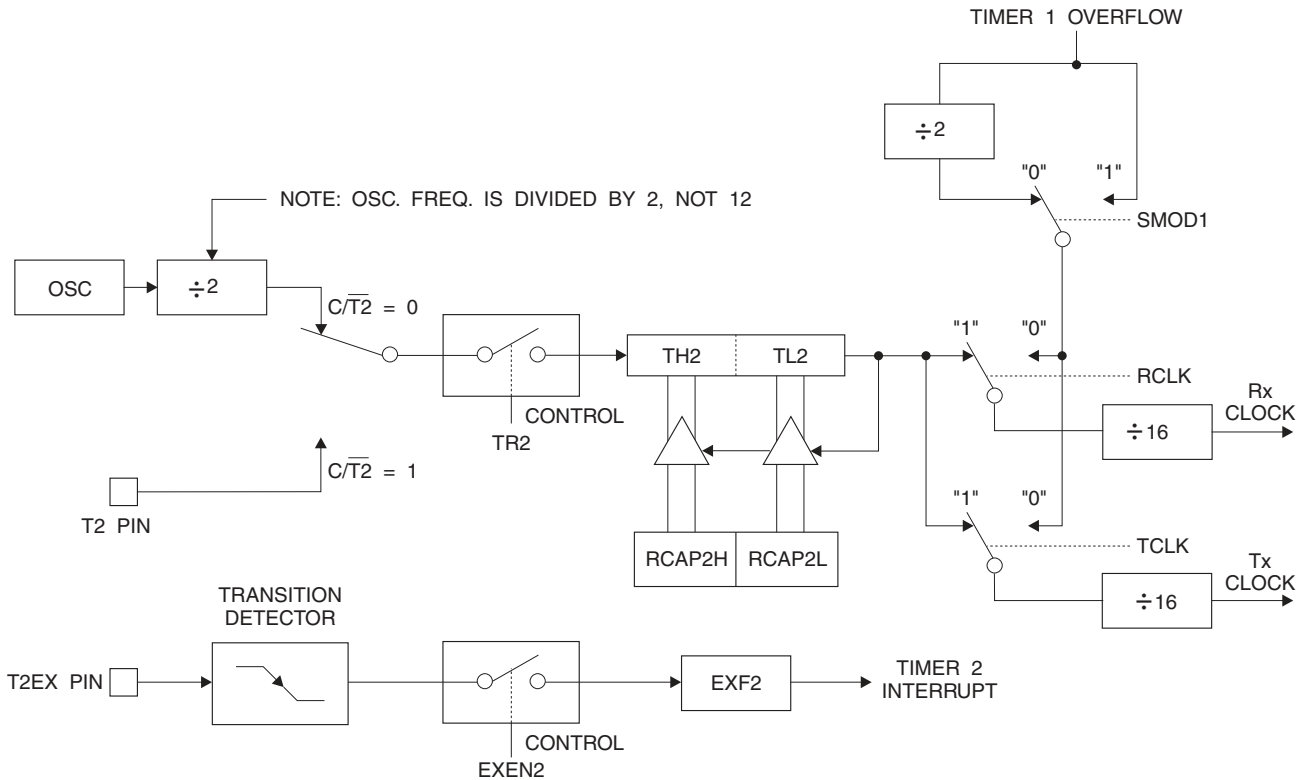 TIMER 1 OVERFLOW
÷2
"0" "1"
NOTE: OSC. FREQ. IS DIVIDED BY 2, NOT 12
SMOD1
OSC
÷2
C/T2 = 0
"1" "0"
TH2 TL2
RCLK
Rx
CLOCK
CONTROL
TR2
÷16
C/T2 = 1
"1" "0"
T2 PIN
TCLK
RCAP2H RCAP2L
Tx
CLOCK
TRANSITION
DETECTOR
÷16
T2EX PIN
EXF2
TIMER 2
INTERRUPT
CONTROL
EXEN2